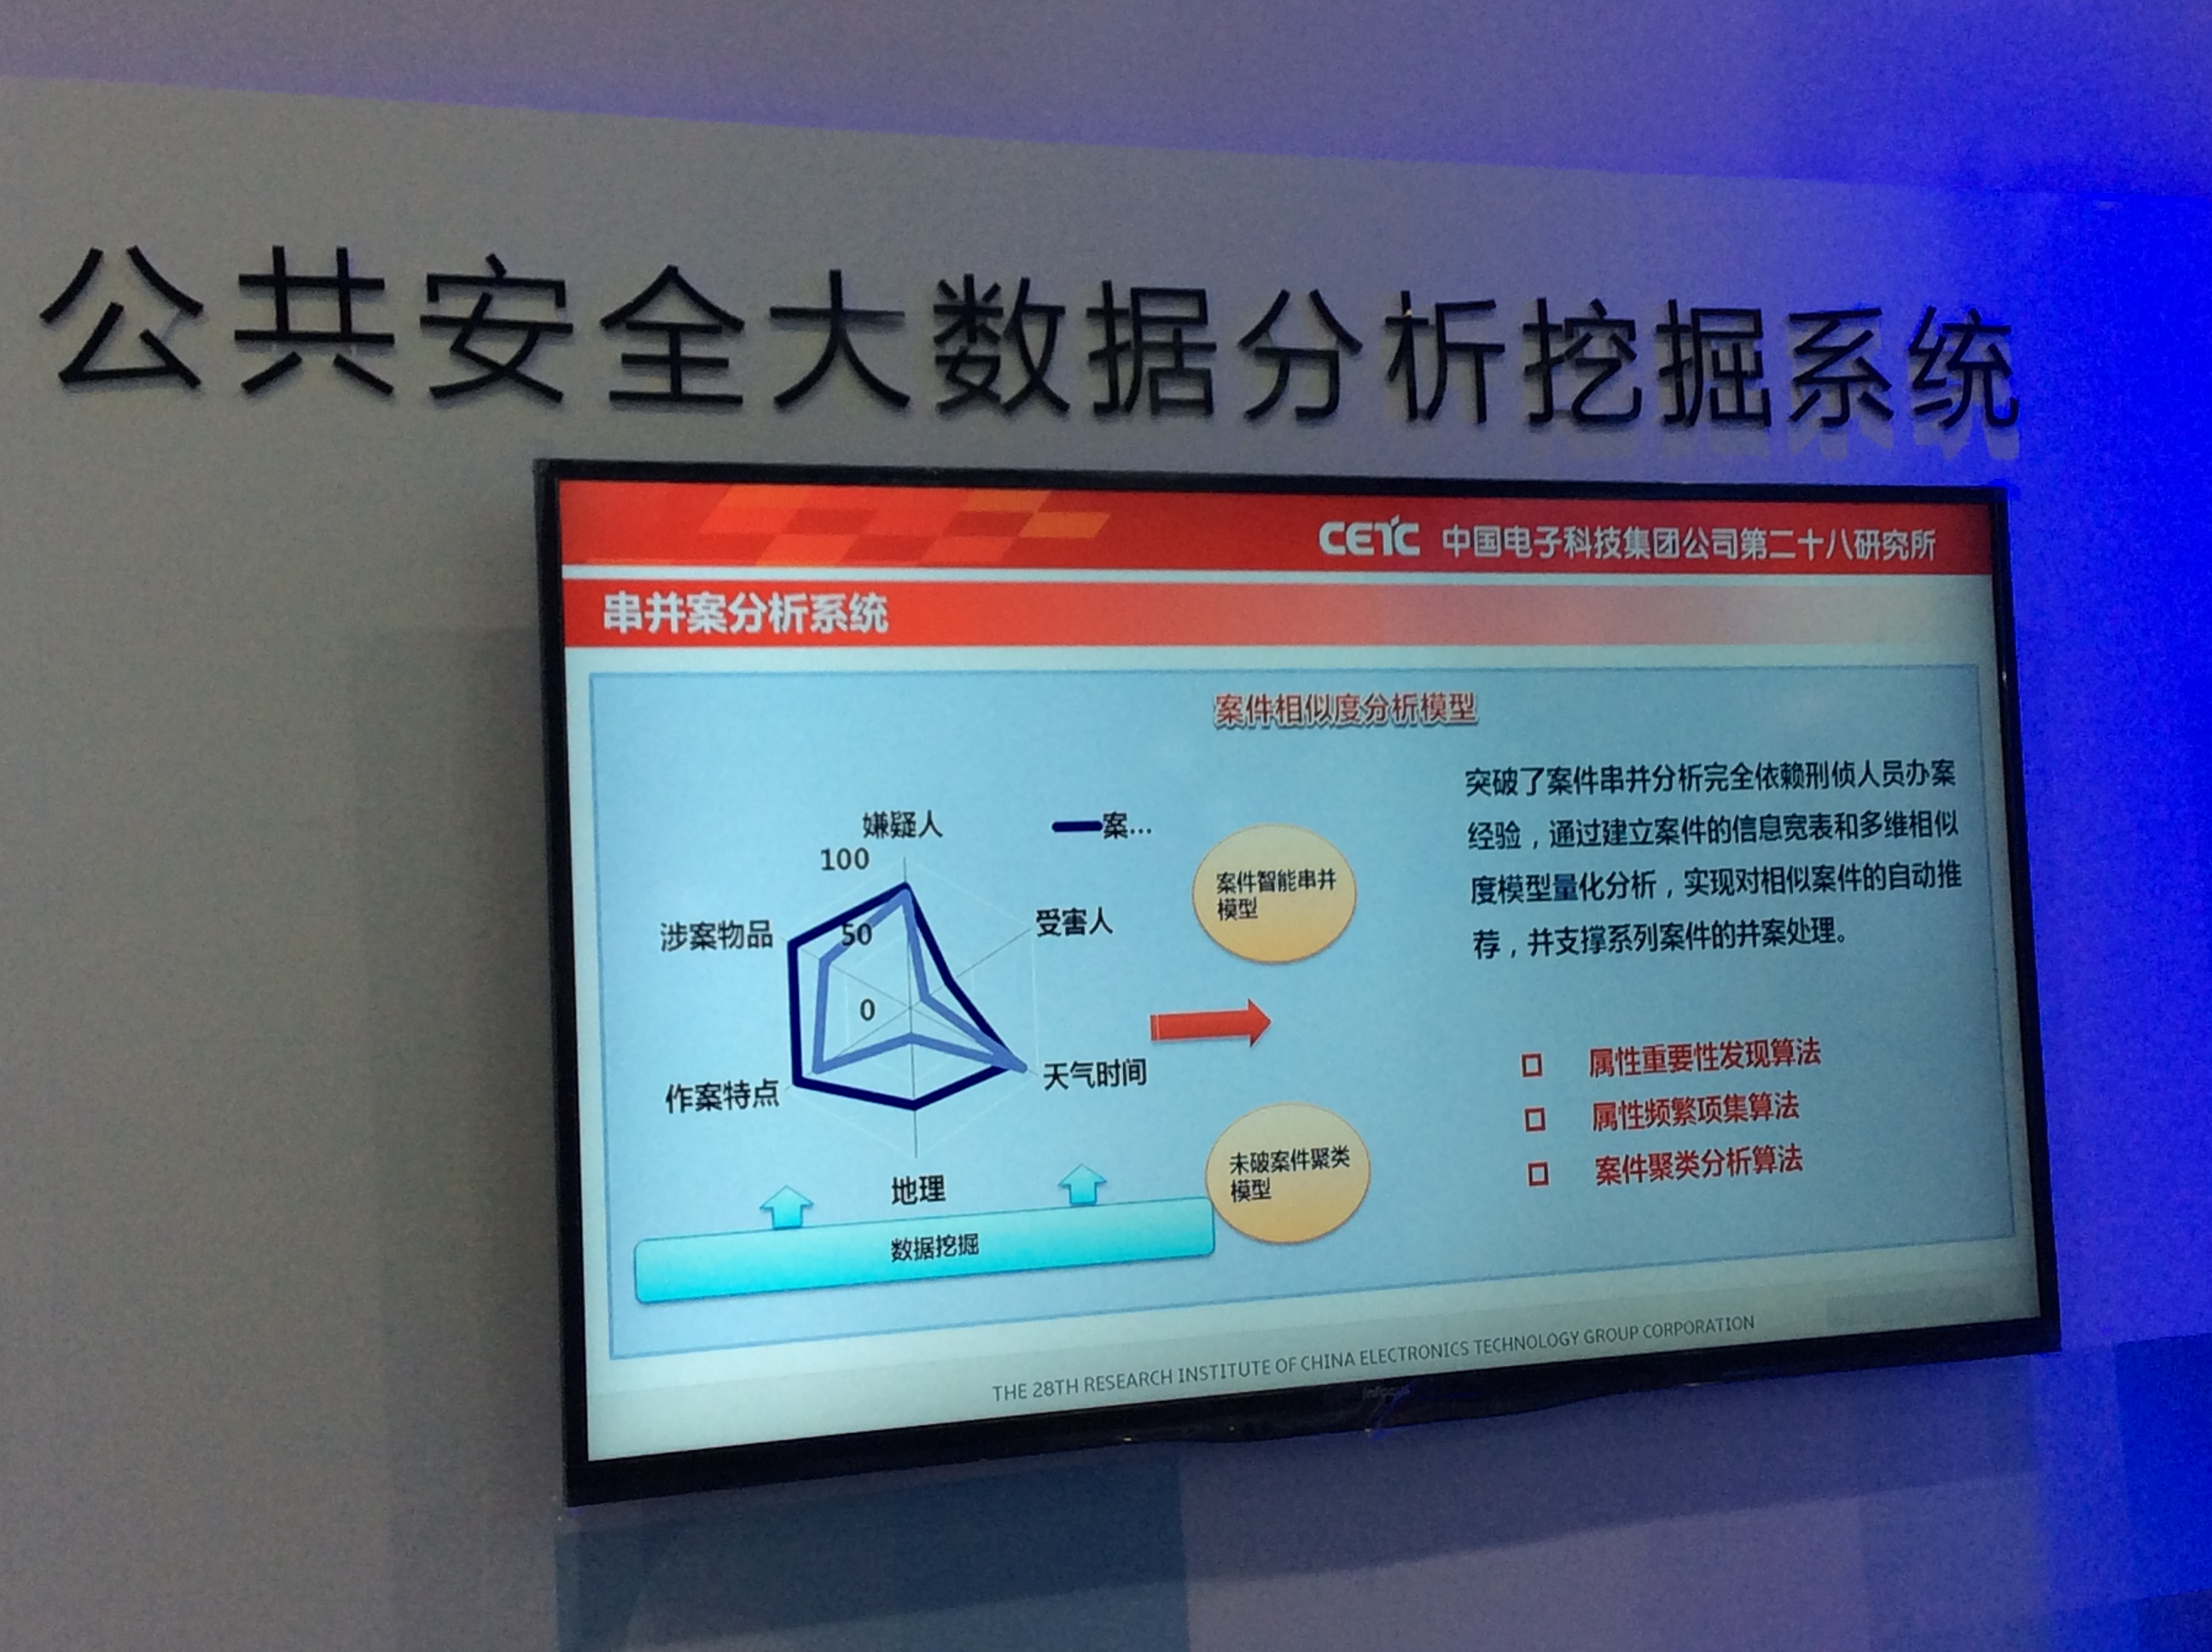 公共安全大数据分析挖掘系统
CETC 中国电子科技集团公司第二十八研究所
串并案分析系统
案件相似度分析模型
嫌疑人
案...
100
涉案物品
50
受害人
0
作案特点
天气时间
地理
数据挖掘
案件智能串并
模型
未破案件聚类
模型
突破了案件串并分析完全依赖刑侦人员办案
经验，通过建立案件的信息宽表和多维相似
度模型量化分析，实现对相似案件的自动推
荐，并支撑系列案件的并案处理。
属性重要性发现算法
属性频繁项集算法
案件聚类分析算法
THE 28TH RESEARCH INSTITUTE OF CHINA ELECTRONICS TECHNOLOGY GROUP CORPORATION